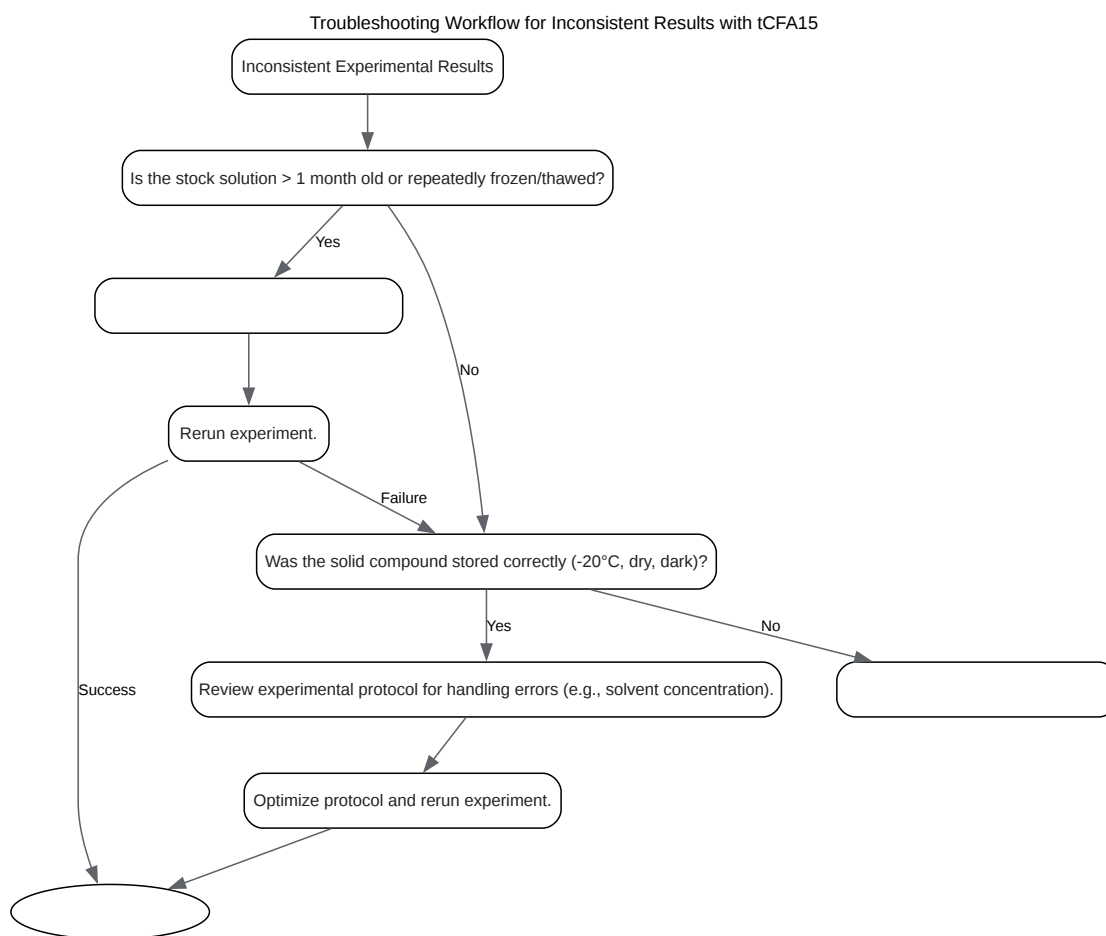 Troubleshooting Workflow for Inconsistent Results with tCFA15
Inconsistent Experimental Results
Is the stock solution > 1 month old or repeatedly frozen/thawed?
Yes
No
Rerun experiment.
Failure
Was the solid compound stored correctly (-20°C, dry, dark)?
Yes
No
Success
Review experimental protocol for handling errors (e.g., solvent concentration).
Optimize protocol and rerun experiment.